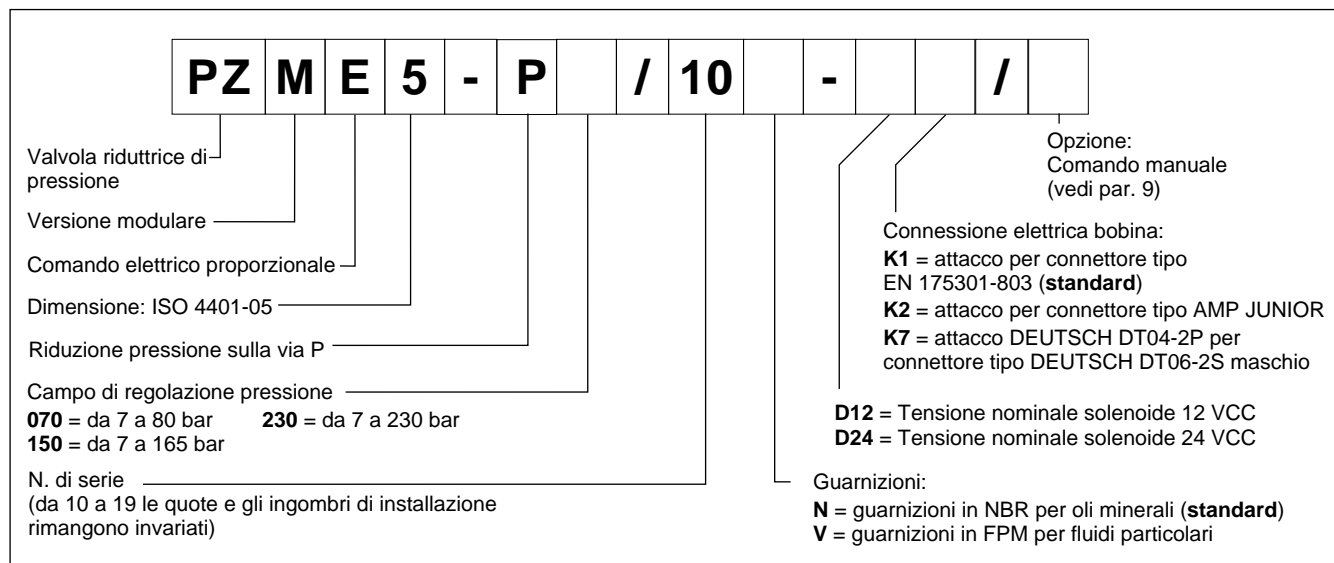 PZ M E 5 - P / 10 - /
Valvola riduttrice di
pressione
Versione modulare
Comando elettrico proporzionale
Dimensione: ISO 4401-05
Riduzione pressione sulla via P
Campo di regolazione pressione
070 = da 7 a 80 bar 230 = da 7 a 230 bar
150 = da 7 a 165 bar
N. di serie
(da 10 a 19 le quote e gli ingombri di installazione
rimangono invariati)
Opzione:
Comando manuale
(vedi par. 9)
Connessione elettrica bobina:
K1 = attacco per connettore tipo
EN 175301-803 (standard)
K2 = attacco per connettore tipo AMP JUNIOR
K7 = attacco DEUTSCH DT04-2P per
connettore tipo DEUTSCH DT06-2S maschio
D12 = Tensione nominale solenoide 12 VCC
D24 = Tensione nominale solenoide 24 VCC
Guarnizioni:
N = guarnizioni in NBR per oli minerali (standard)
V = guarnizioni in FPM per fluidi particolari